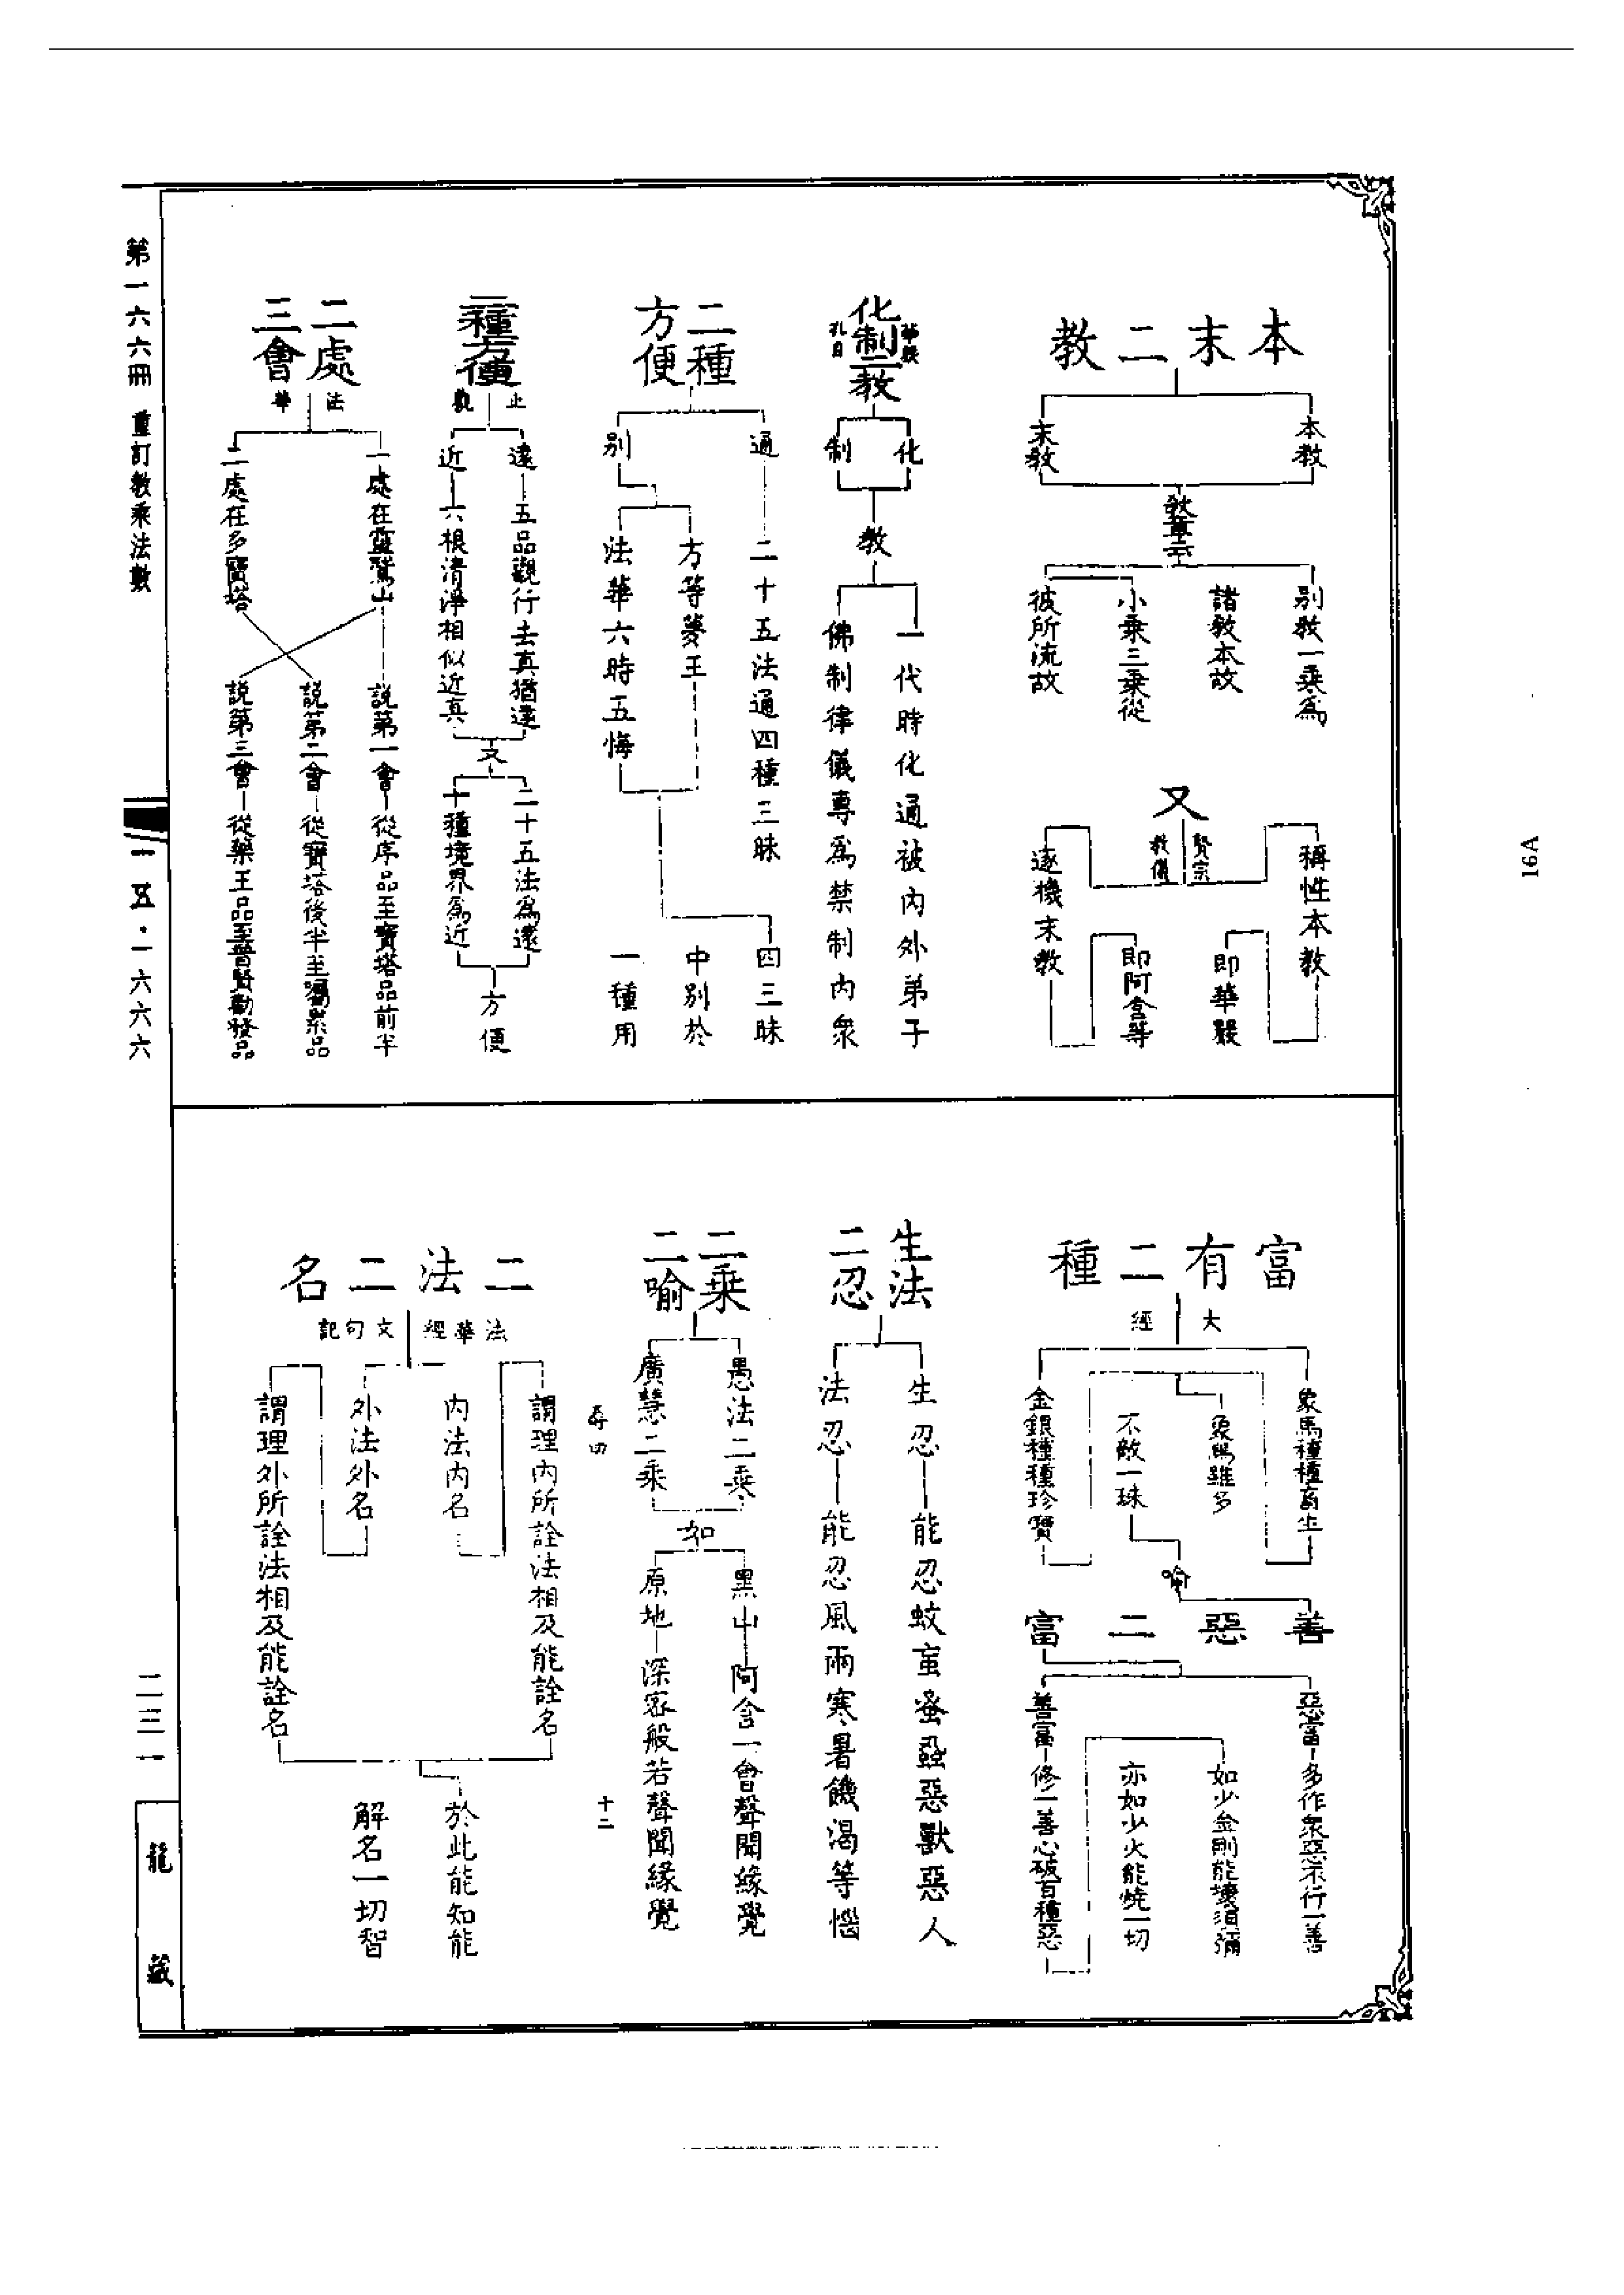 本末二教
本教
末教
教章云
別教一乘爲
諸教本故
小乘三乘從
彼所流故
又
賢宗
教儀
稱性本教
即華嚴
逐機末教
即阿含等
化制二教
華嚴
孔目
化
制
教
一代時化通被內外弟子
佛制律儀專爲禁制內衆
二種
方便
通
別
二十五法通四種三昧
方等夢王
法華六時五悔
四三昧
中別於
一種用
二種方便
止
觀
遠
近
五品觀行去真猶遠
六根清淨相似近真
又
二十五法爲遠
十種境界爲近
方便
二處
三會
法
華
一處在靈鷲山
二處在多寶塔
說第一會
從序品至寶塔品前半
說第二會
從寶塔後半至囑累品
說第三會
從藥王品至普賢勸發品
富有二種
大
經
象馬種種畜生
象馬雖多
不敵一珠
金銀種種珍寶
喻
善惡二富
惡富
多作衆惡不行一善
如少金剛能壞須彌
亦如少火能燒一切
善富
修一善心破百種惡
生法
二忍
生忍
能忍蚊蝱蚤蝨惡獸惡人
法忍
能忍風雨寒暑饑渴等惱
二乘
二喻
愚法二乘
廣慧二乘
如
黑山
阿含一會聲聞緣覺
原地
深密般若聲聞緣覺
十二
二法二名
法華經
文句記
謂理內所詮法相及能詮名
內法內名
外法外名
謂理外所詮法相及能詮名
於此能知能
解名一切智
第一六六冊 重訂教乘法數
一五·一六六六
二三一
龍藏
16A